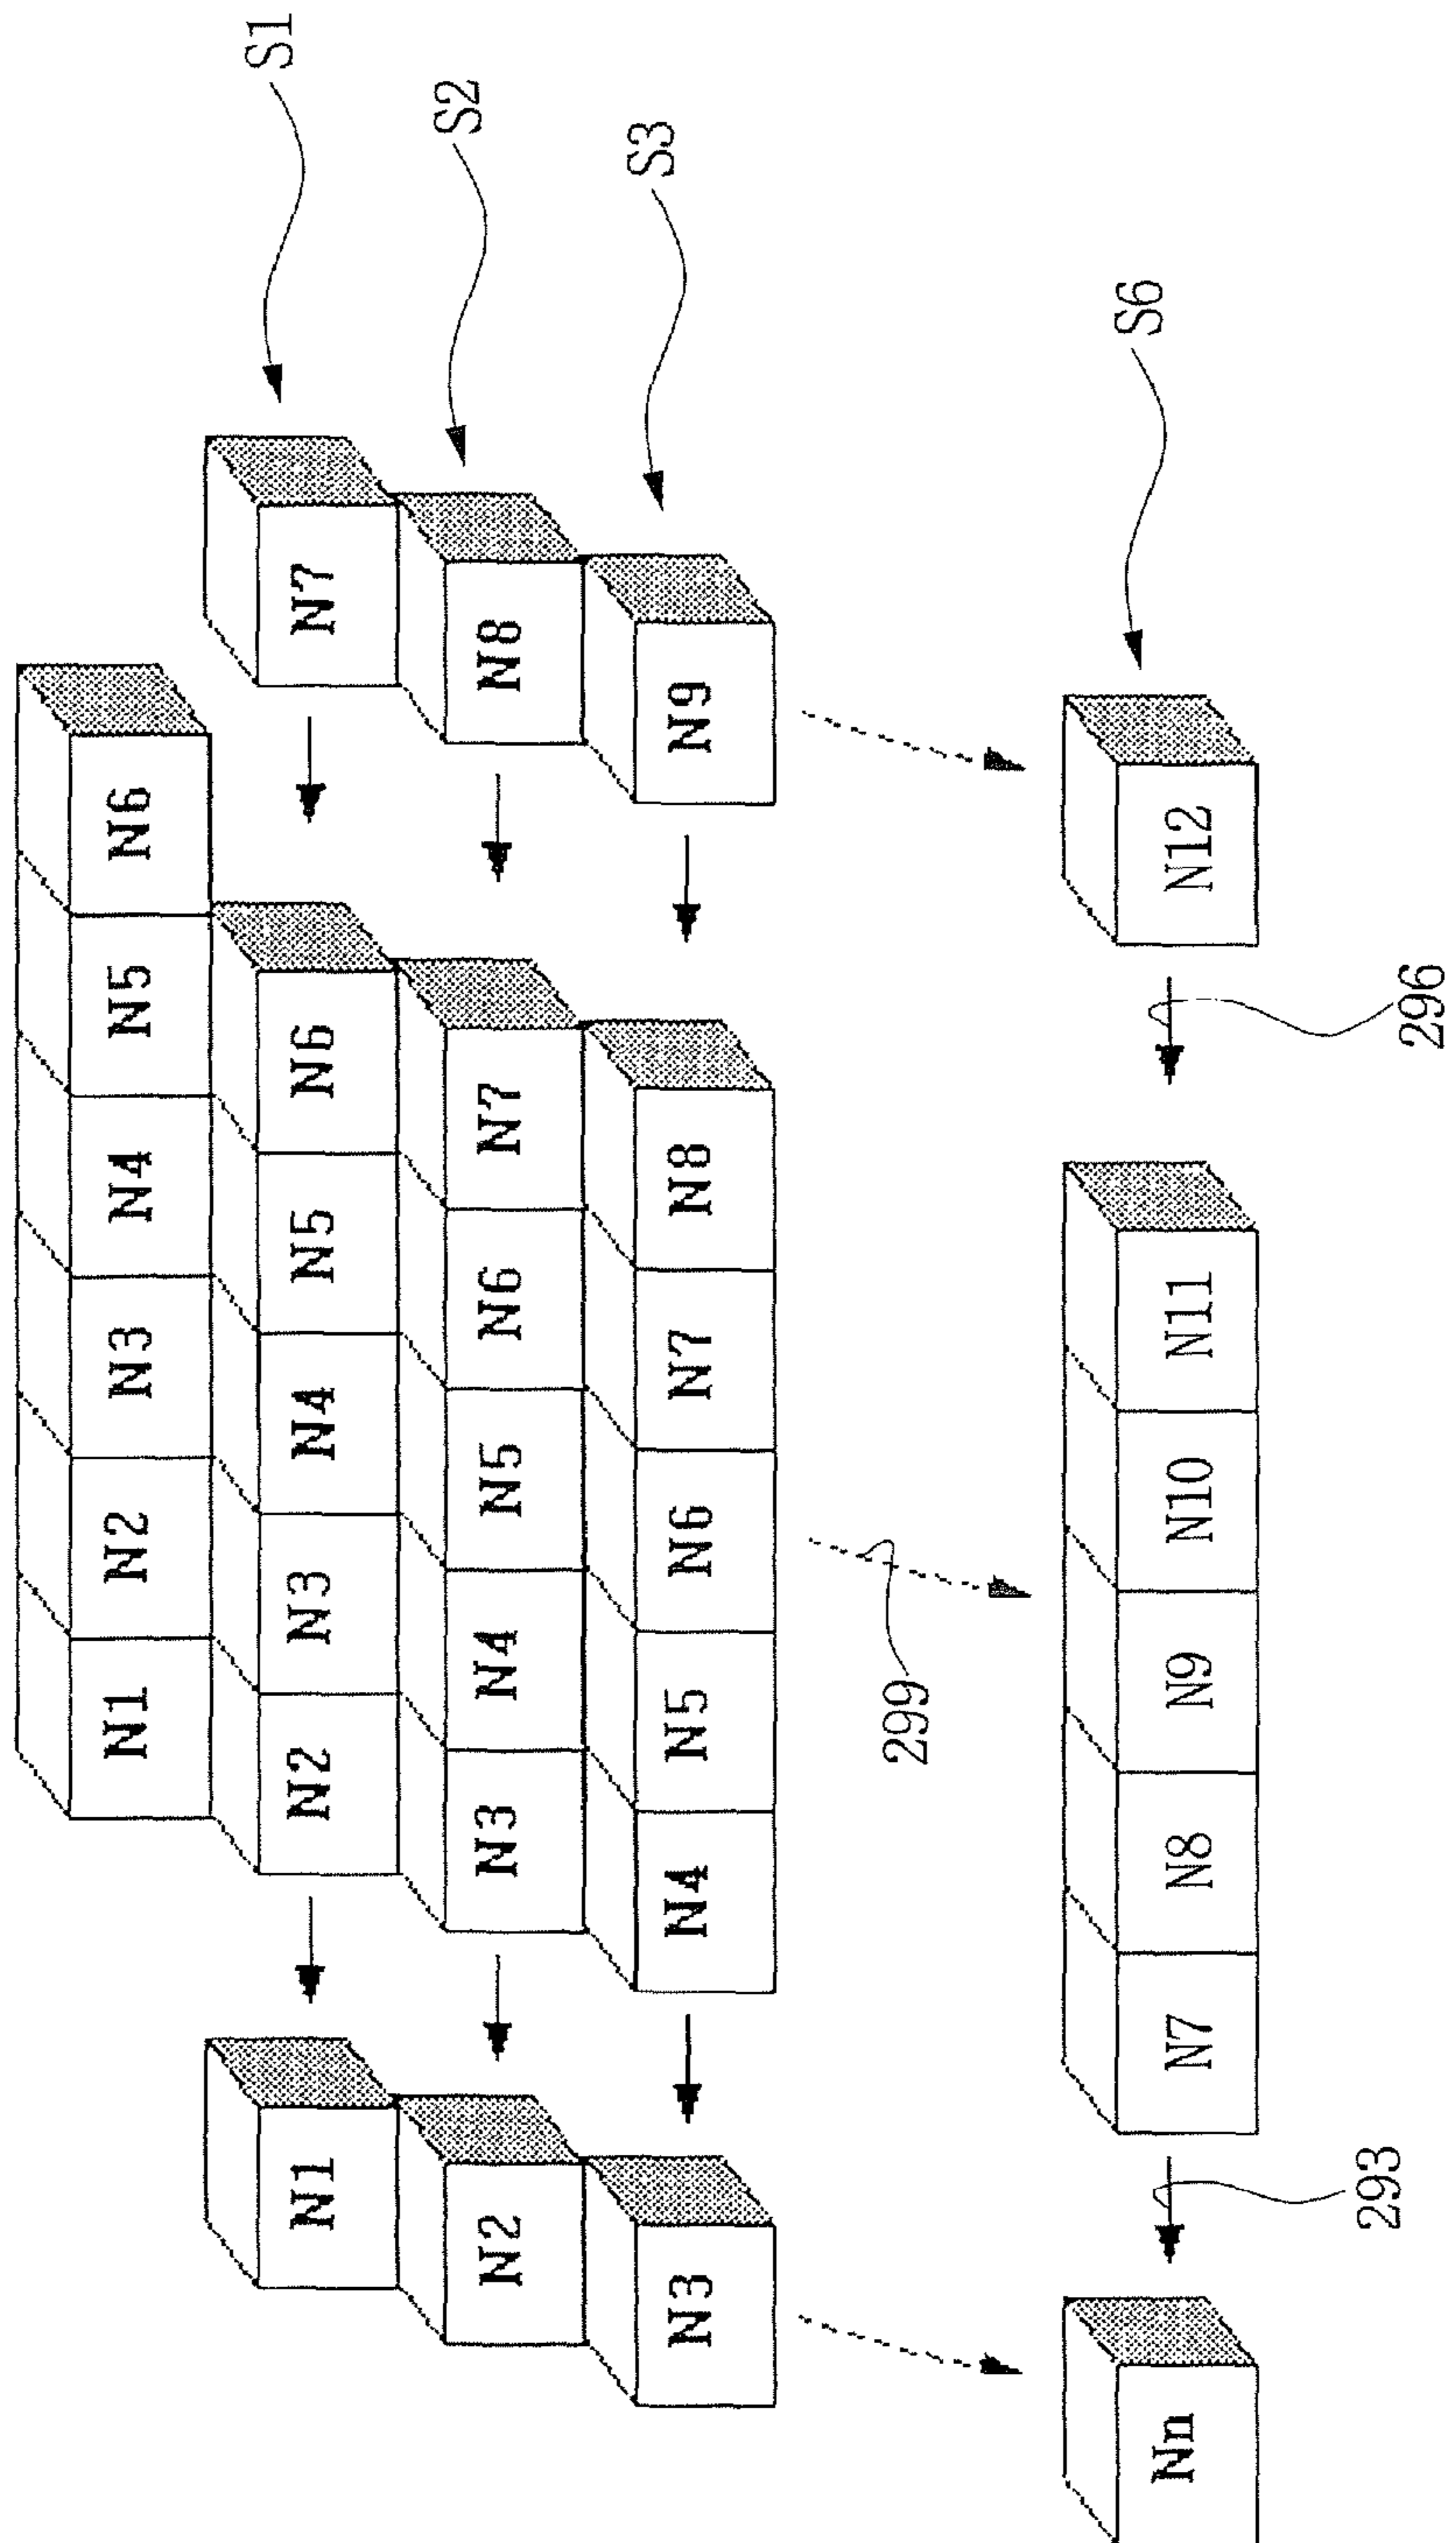 N1 N2 N3 N4 N5 N6
N1 N2 N3 N4 N5 N6 N7 S1
N2 N3 N4 N5 N6 N7 N8 S2
N3 N4 N5 N6 N7 N8 N9 S3
299
Nn N7 N8 N9 N10 N11 N12 S6
293 296